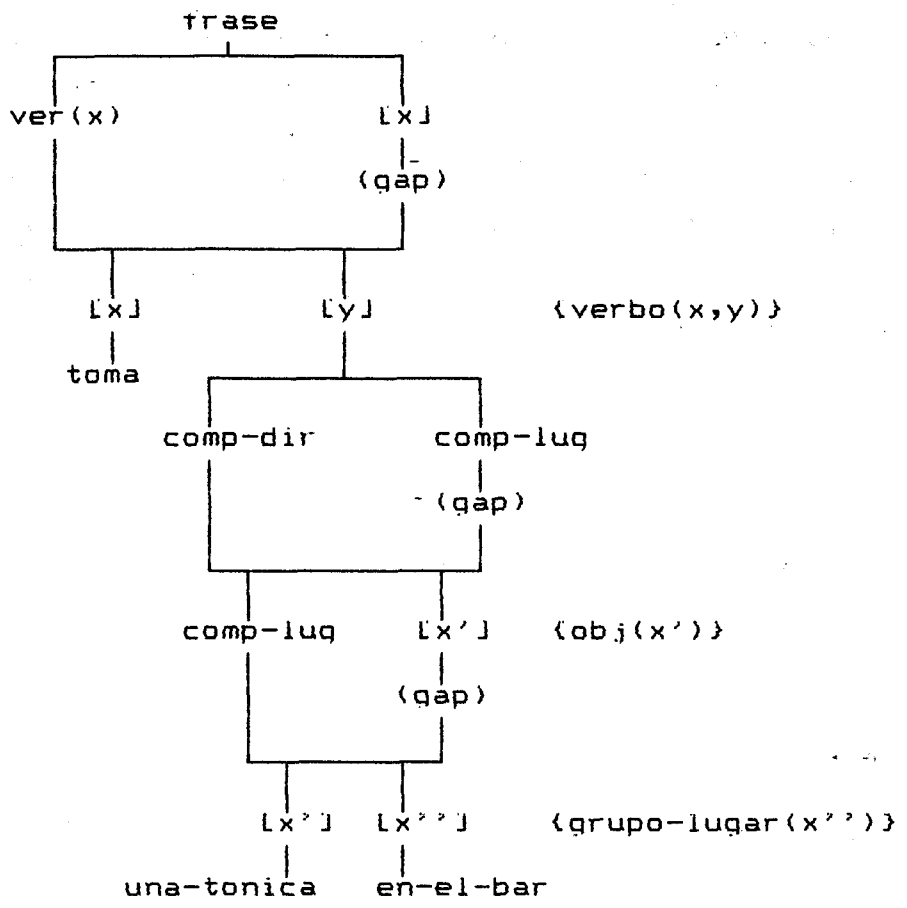 frase
ver(x) [x]
(gap)
[x] [y] {verbo(x,y)}
toma
comp-dir comp-lug
(gap)
comp-lug [x'] {obj(x')}
(gap)
[x'] [x''] {grupo-lugar(x'')}
una-tonica en-el-bar